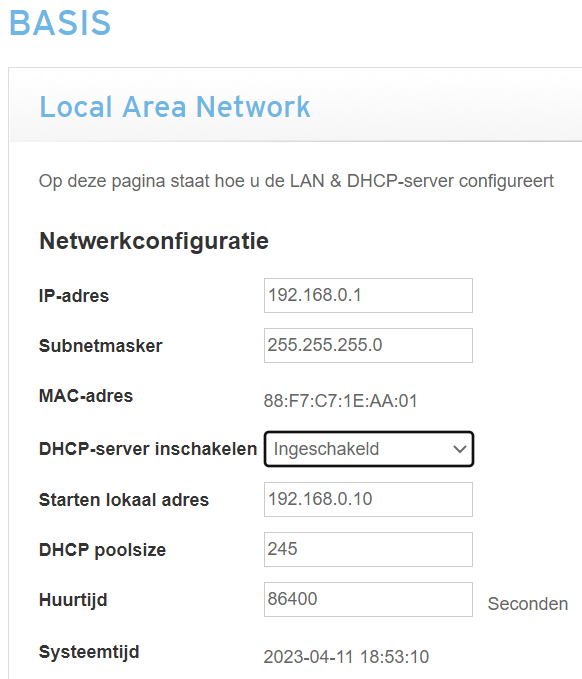 BASIS
Local Area Network
Op deze pagina staat hoe u de LAN & DHCP-server configureert
Netwerkconfiguratie
IP-adres 192.168.0.1
Subnetmasker 255.255.255.0
MAC-adres 88:F7:C7:1E:AA:01
DHCP-server inschakelen Ingeschakeld
Starten lokaal adres 192.168.0.10
DHCP poolsize 245
Huurtijd 86400 Seconden
Systeemtijd 2023-04-11 18:53:10